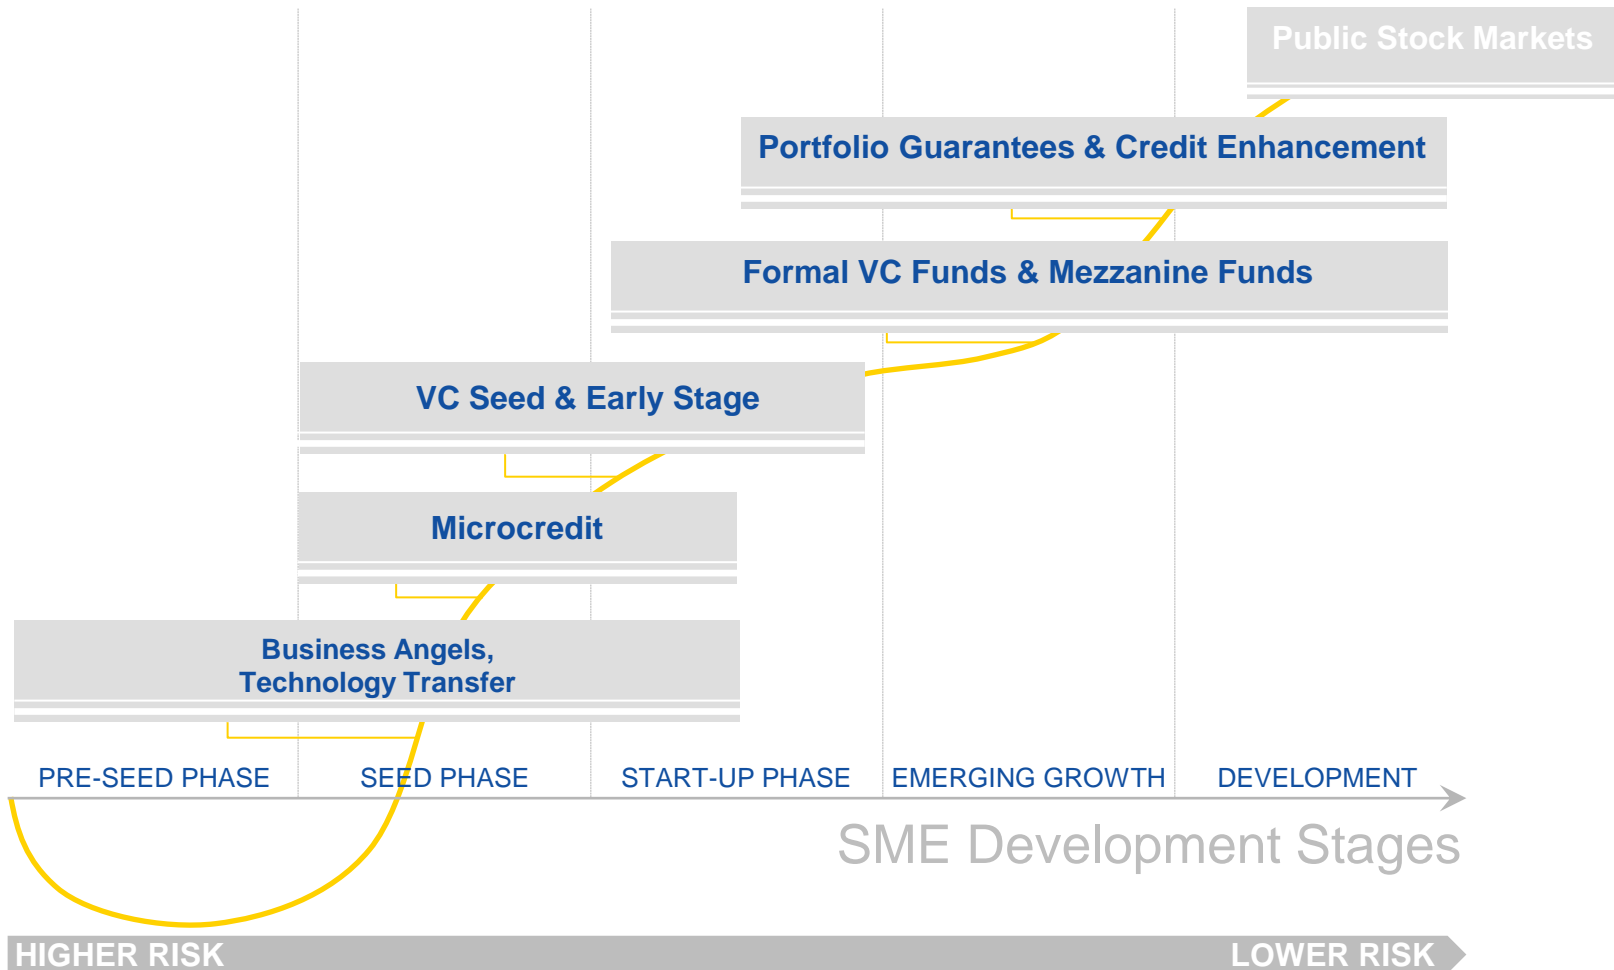 Public Stock Markets
Portfolio Guarantees & Credit Enhancement
Formal VC Funds & Mezzanine Funds
VC Seed & Early Stage
Microcredit
Business Angels,
Technology Transfer
PRE-SEED PHASE
SEED PHASE
START-UP PHASE
EMERGING GROWTH
DEVELOPMENT
SME Development Stages
HIGHER RISK
LOWER RISK